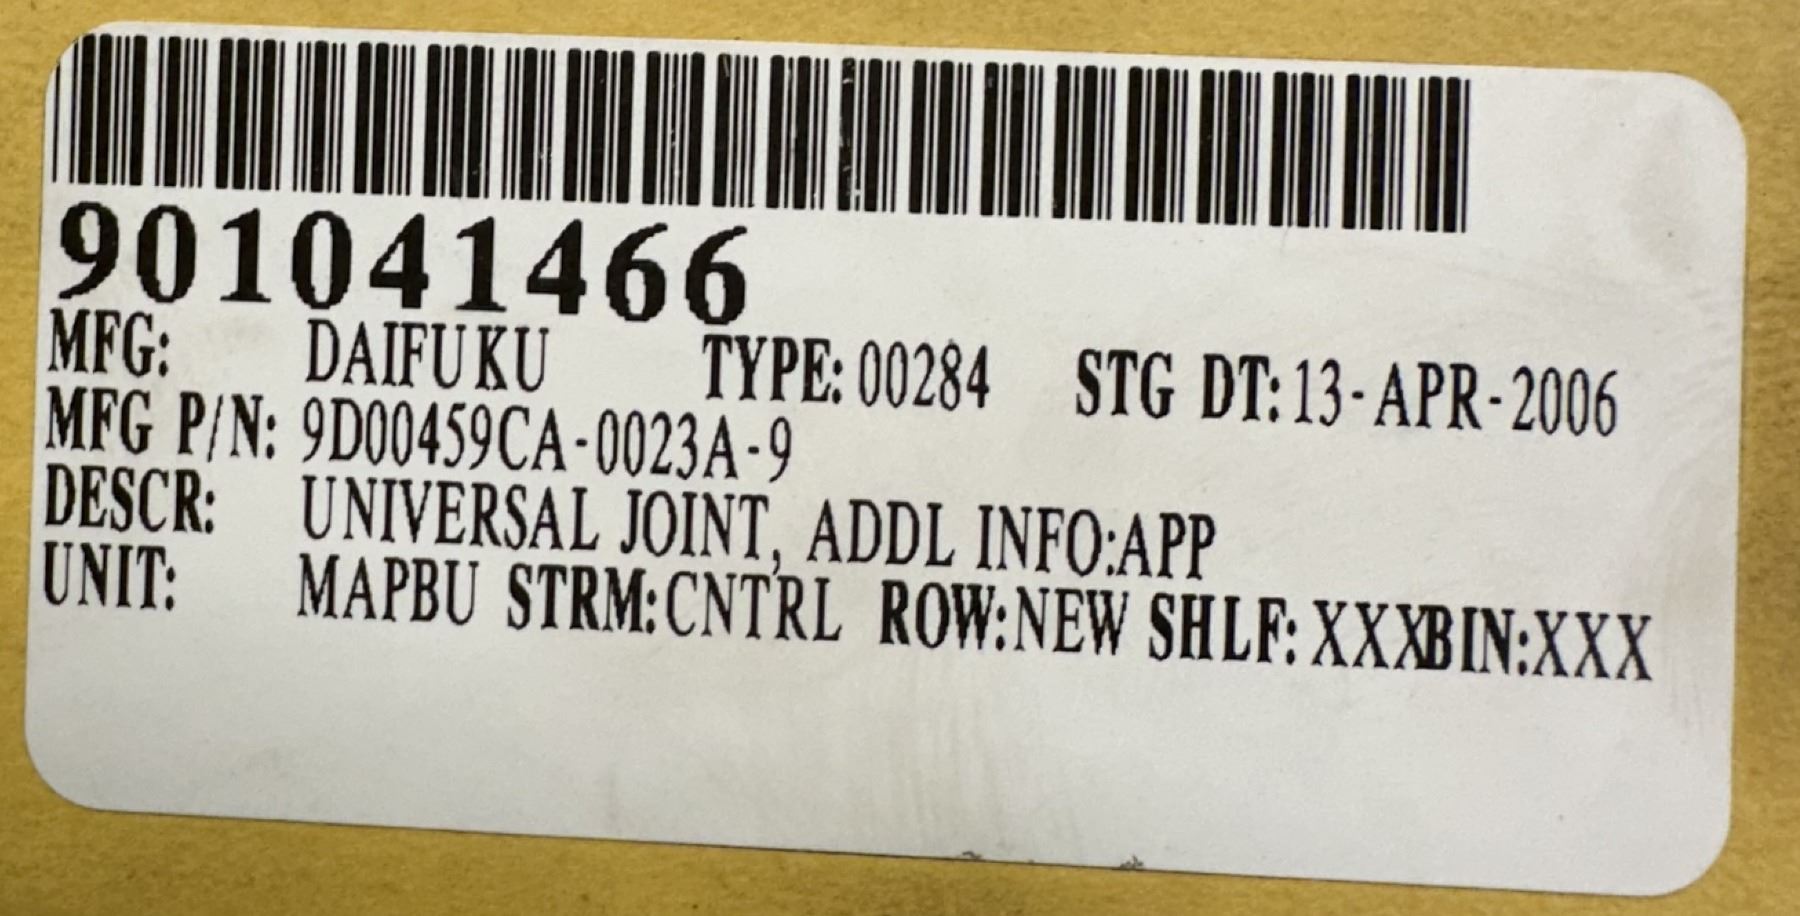 901041466
MFG: DAIFUKU TYPE: 00284 STG DT: 13-APR-2006
MFG P/N: 9D00459CA-0023A-9
DESCR: UNIVERSAL JOINT, ADDL INFO:APP
UNIT: MAPBU STRM:CNTRL ROW:NEW SHLF: XXXBIN:XXX